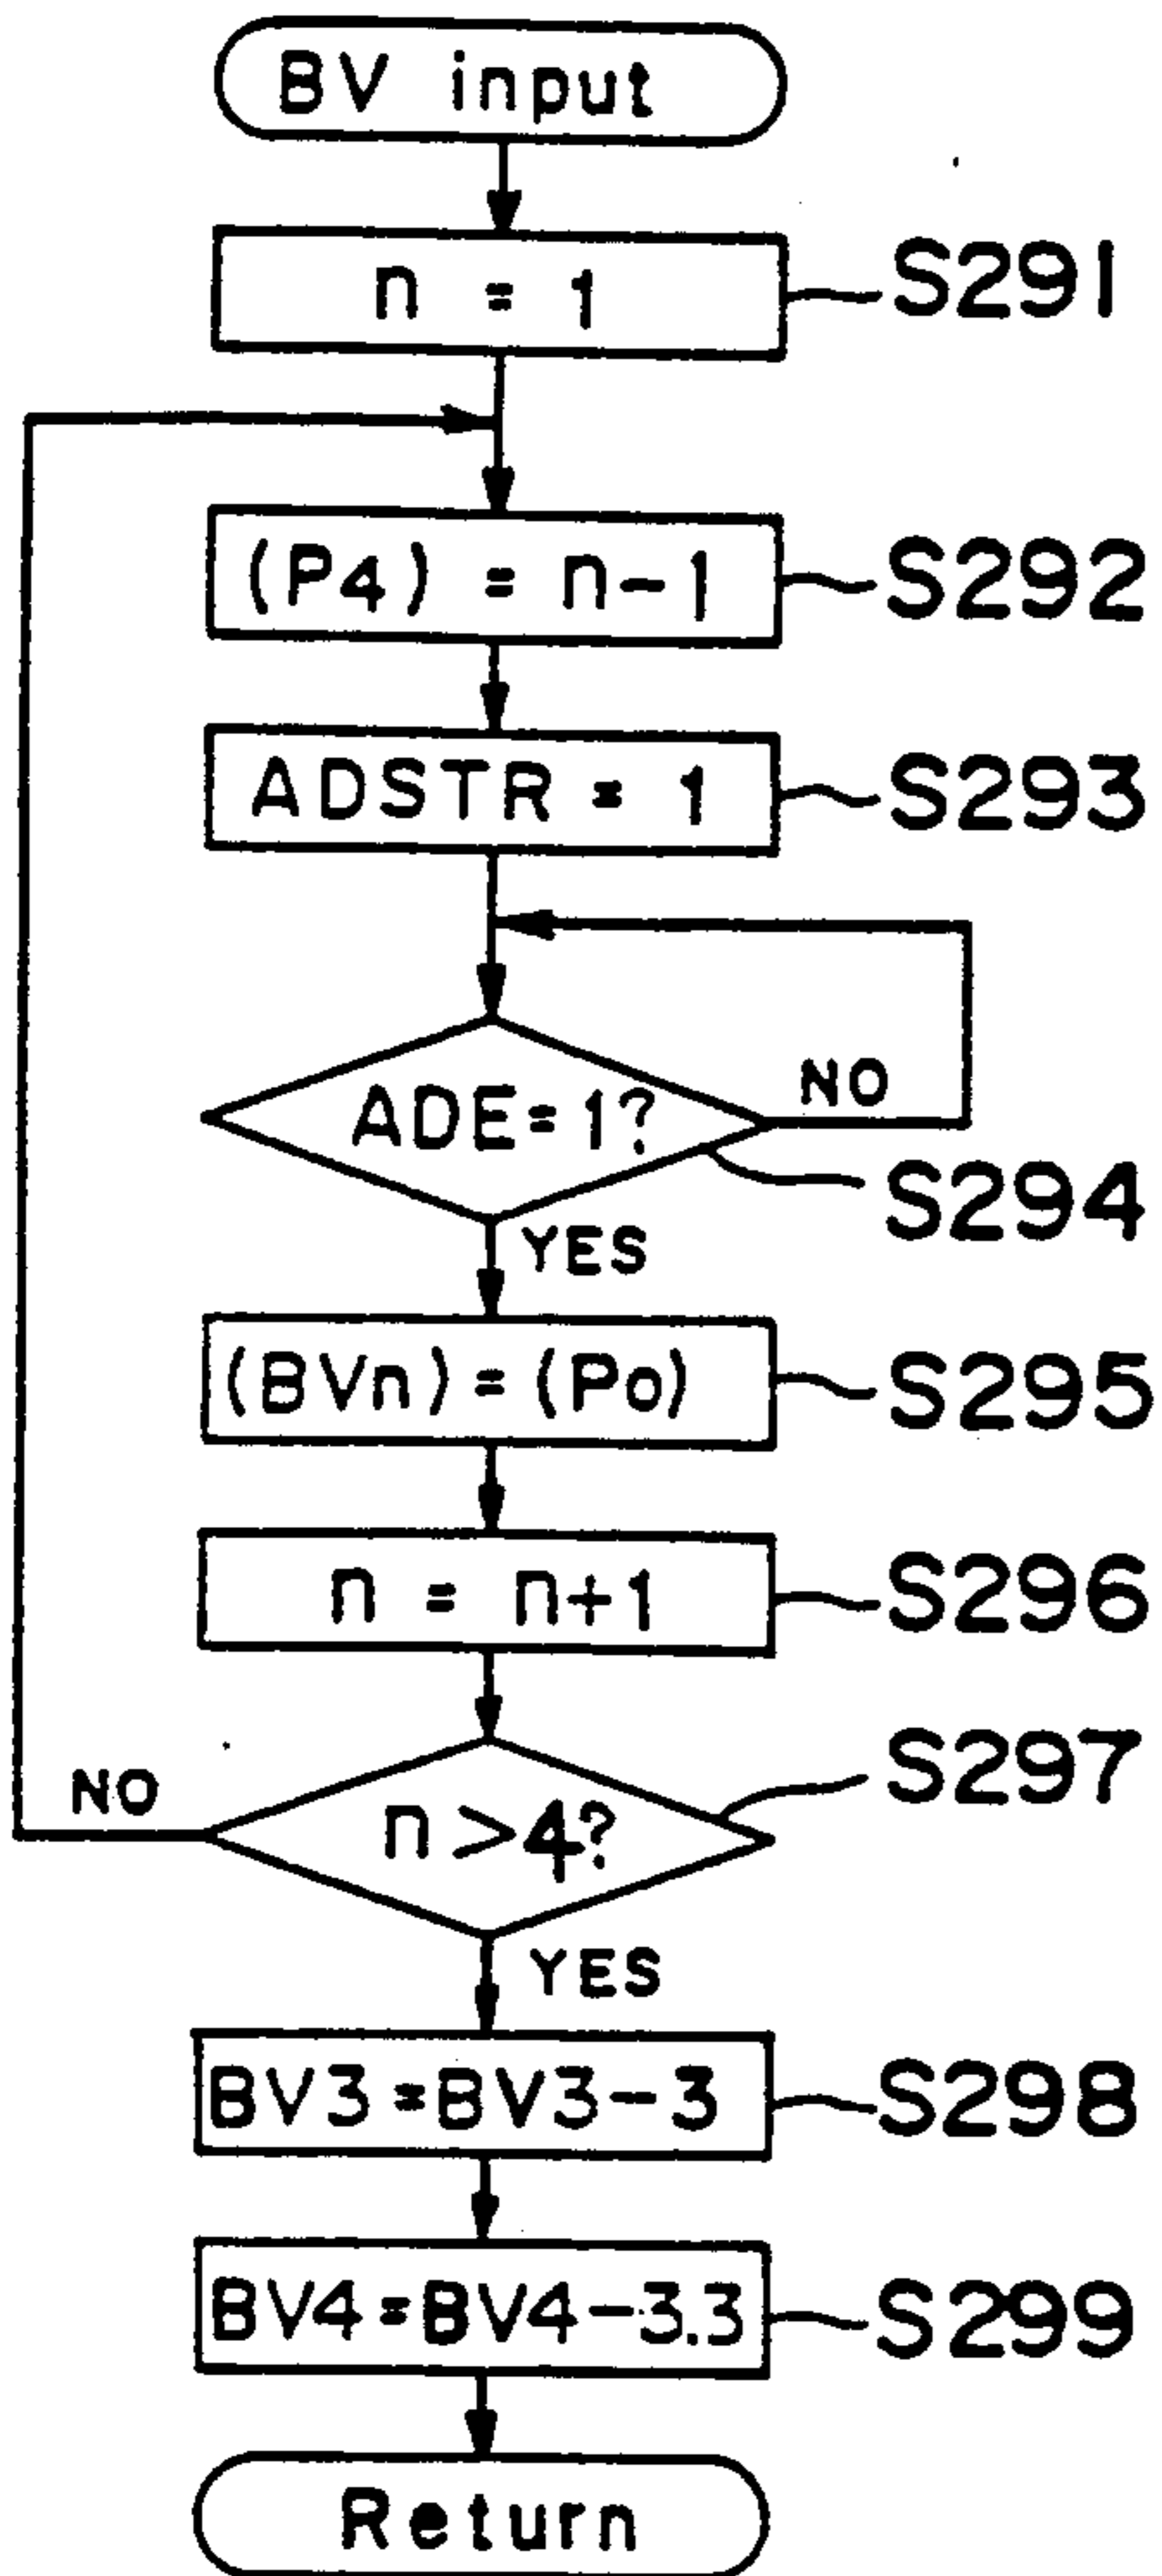 BV input
n = 1
S291
(P4) = n-1
S292
ADSTR = 1
S293
ADE=1?
NO
S294
YES
(BVn) = (Po)
S295
n = n+1
S296
S297
NO
n>4?
YES
BV3=BV3-3
S298
BV4=BV4-3.3
S299
Return